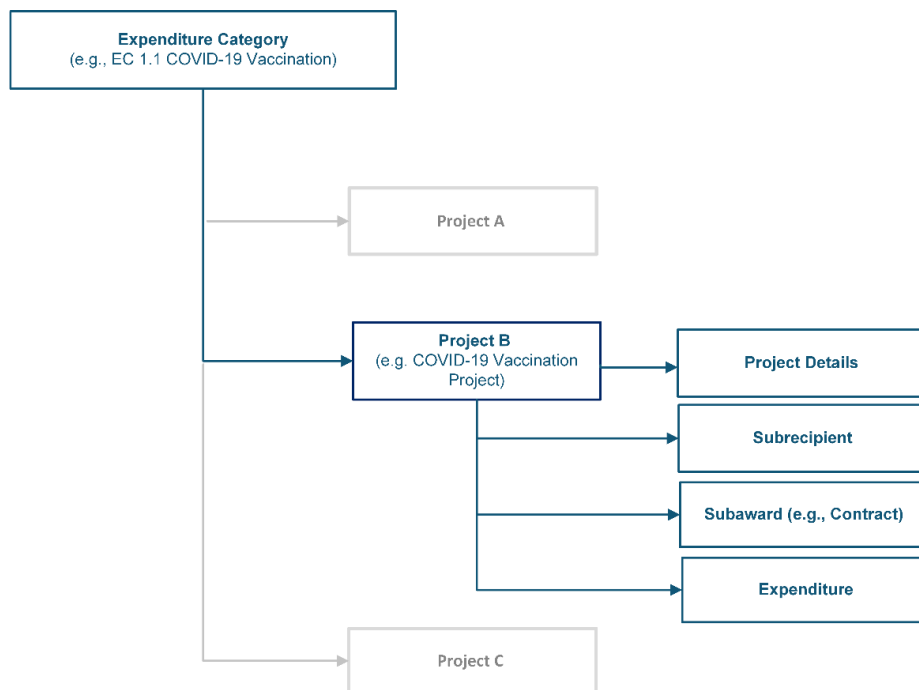 Expenditure Category
(e.g., EC 1.1 COVID-19 Vaccination)
Project A
Project B
(e.g. COVID-19 Vaccination
Project)
Project Details
Subrecipient
Subaward (e.g., Contract)
Expenditure
Project C